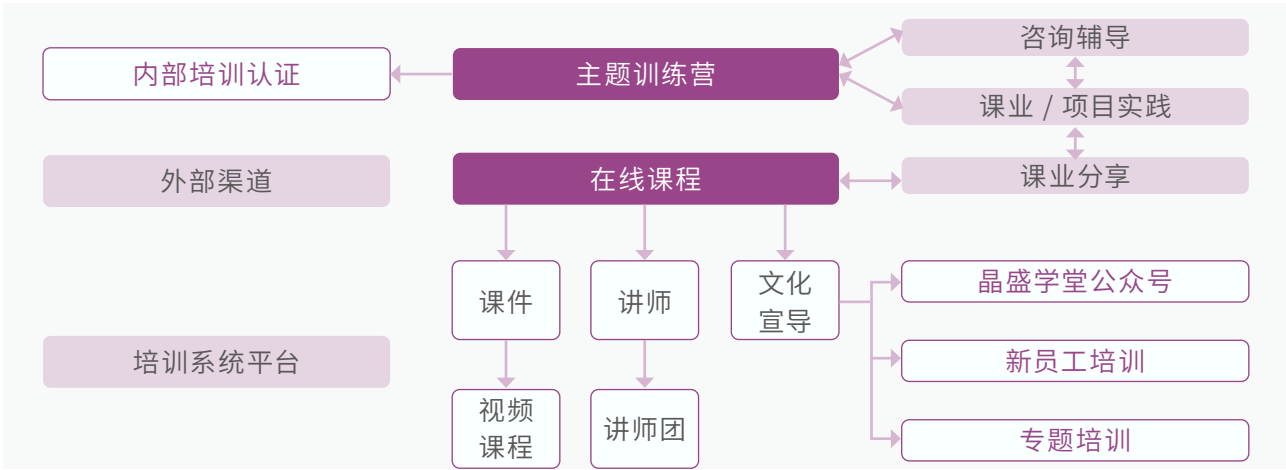 内部培训认证
主题训练营
咨询辅导
课业 / 项目实践
外部渠道
在线课程
课业分享
课件
讲师
文化
宣导
晶盛学堂公众号
培训系统平台
新员工培训
视频
课程
讲师团
专题培训